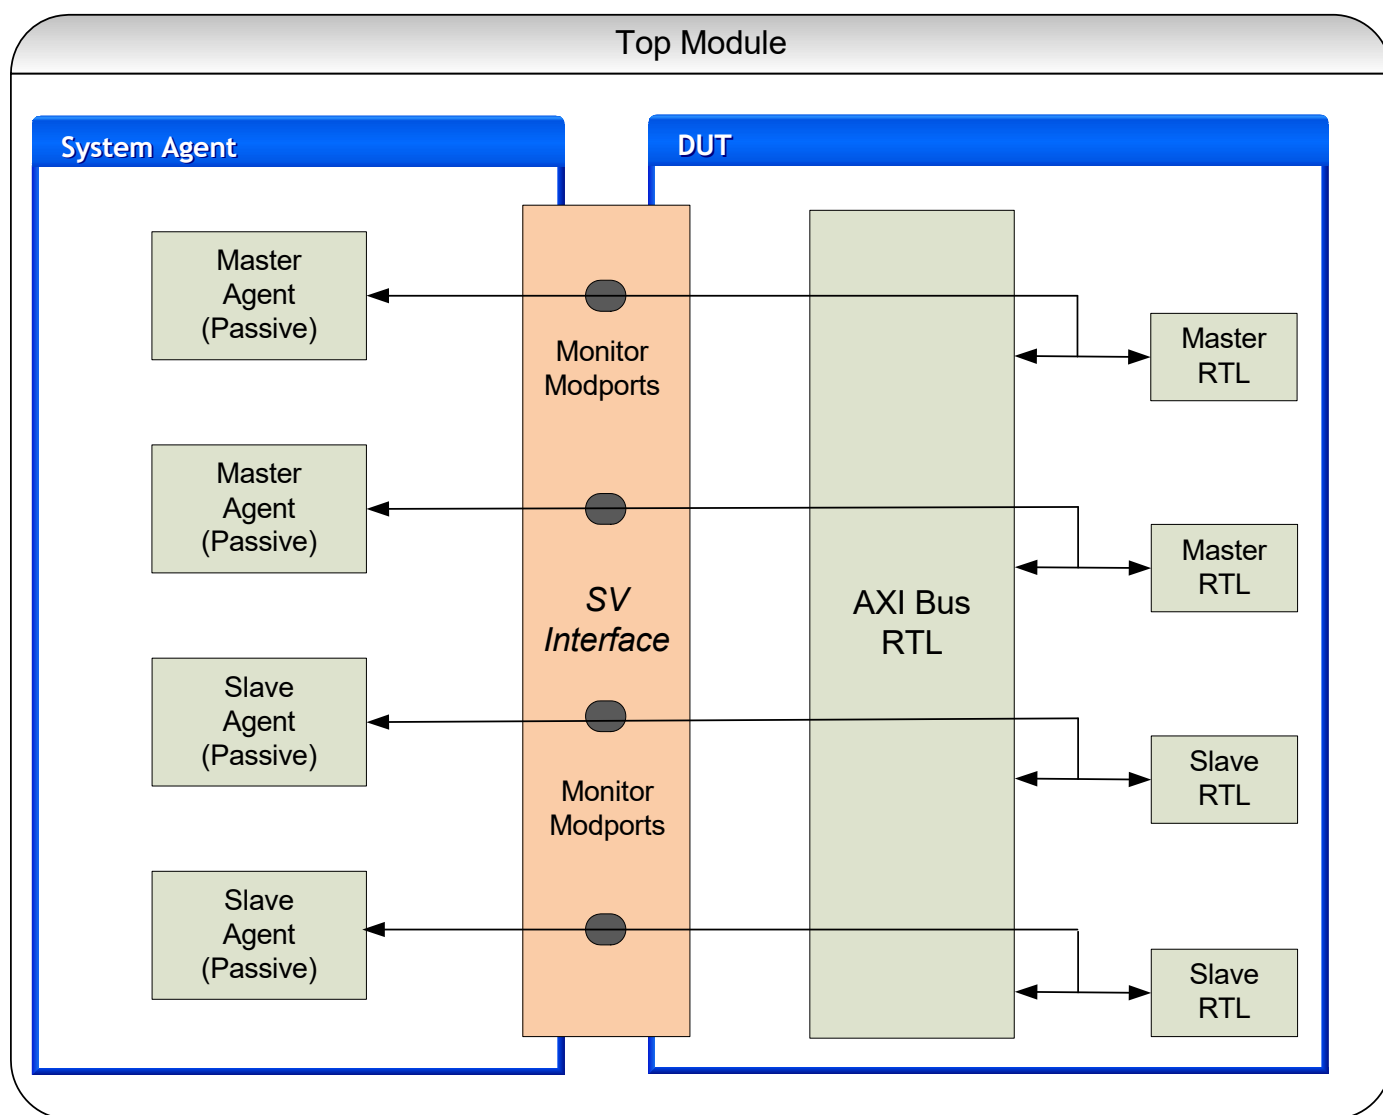 Top Module
System Agent
DUT
Master
Agent
(Passive)
Monitor
Modports
Master
RTL
Master
Agent
(Passive)
Master
RTL
SV
Interface
AXI Bus
RTL
Slave
Agent
(Passive)
Monitor
Modports
Slave
RTL
Slave
Agent
(Passive)
Slave
RTL